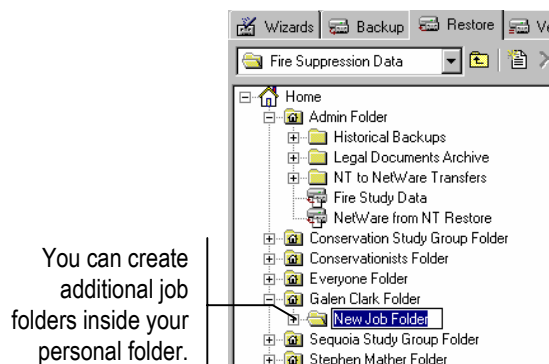 Wizards Backup Restore Ve
Fire Suppression Data
Home
Admin Folder
Historical Backups
Legal Documents Archive
NT to NetWare Transfers
Fire Study Data
NetWare from NT Restore
Conservation Study Group Folder
Conservationists Folder
Everyone Folder
Galen Clark Folder
New Job Folder
Sequoia Study Group Folder
Stephen Mather Folder
You can create
additional job
folders inside your
personal folder.